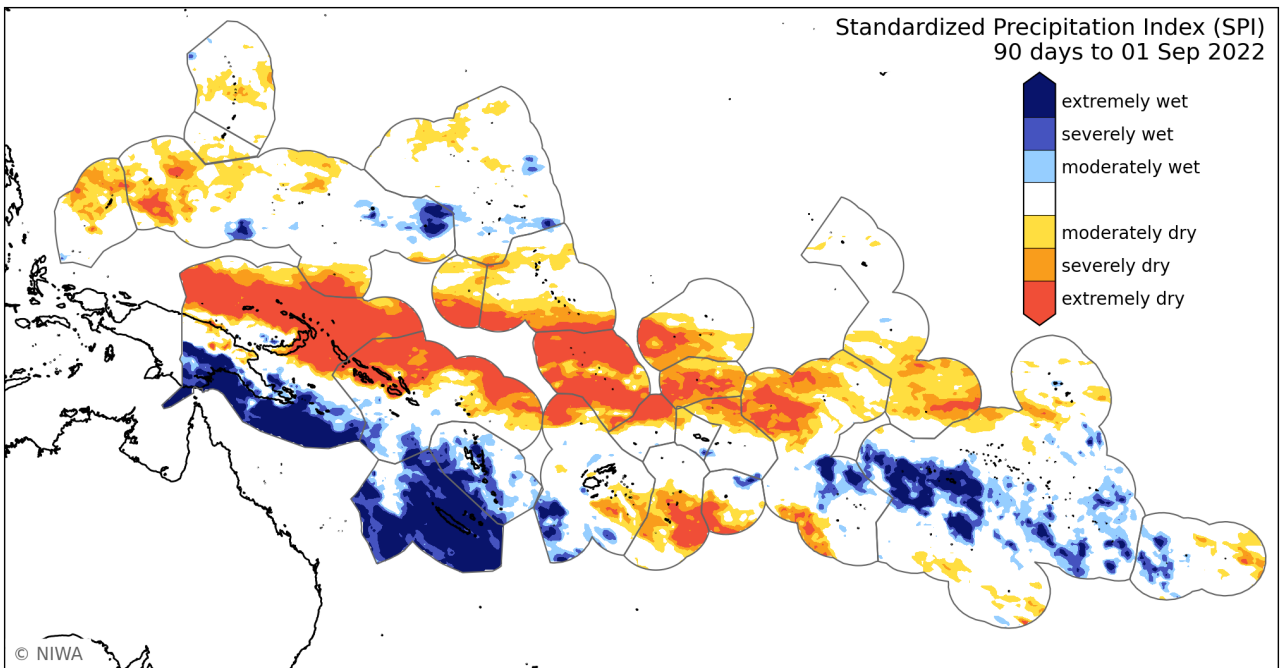 Standardized Precipitation Index (SPI)
90 days to 01 Sep 2022
extremely wet
severely wet
moderately wet
moderately dry
severely dry
extremely dry
© NIWA